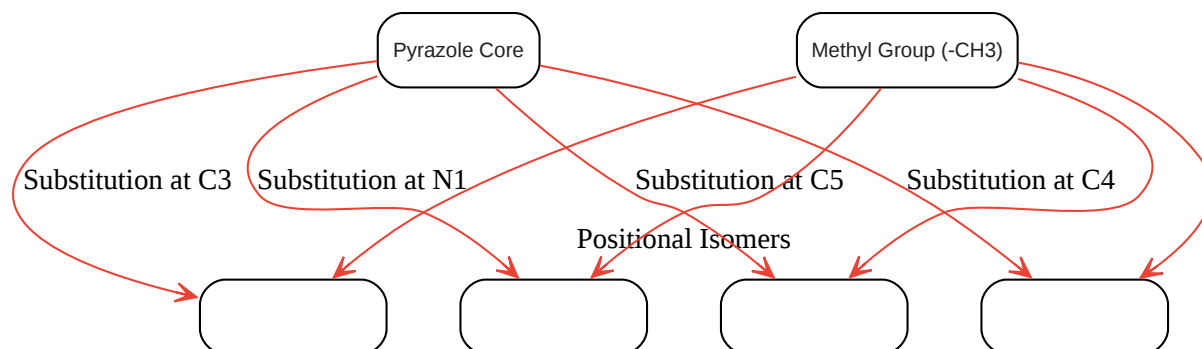 Pyrazole Core
Methyl Group (-CH3)
Substitution at C3
Substitution at N1
Substitution at C5
Substitution at C4
Positional Isomers